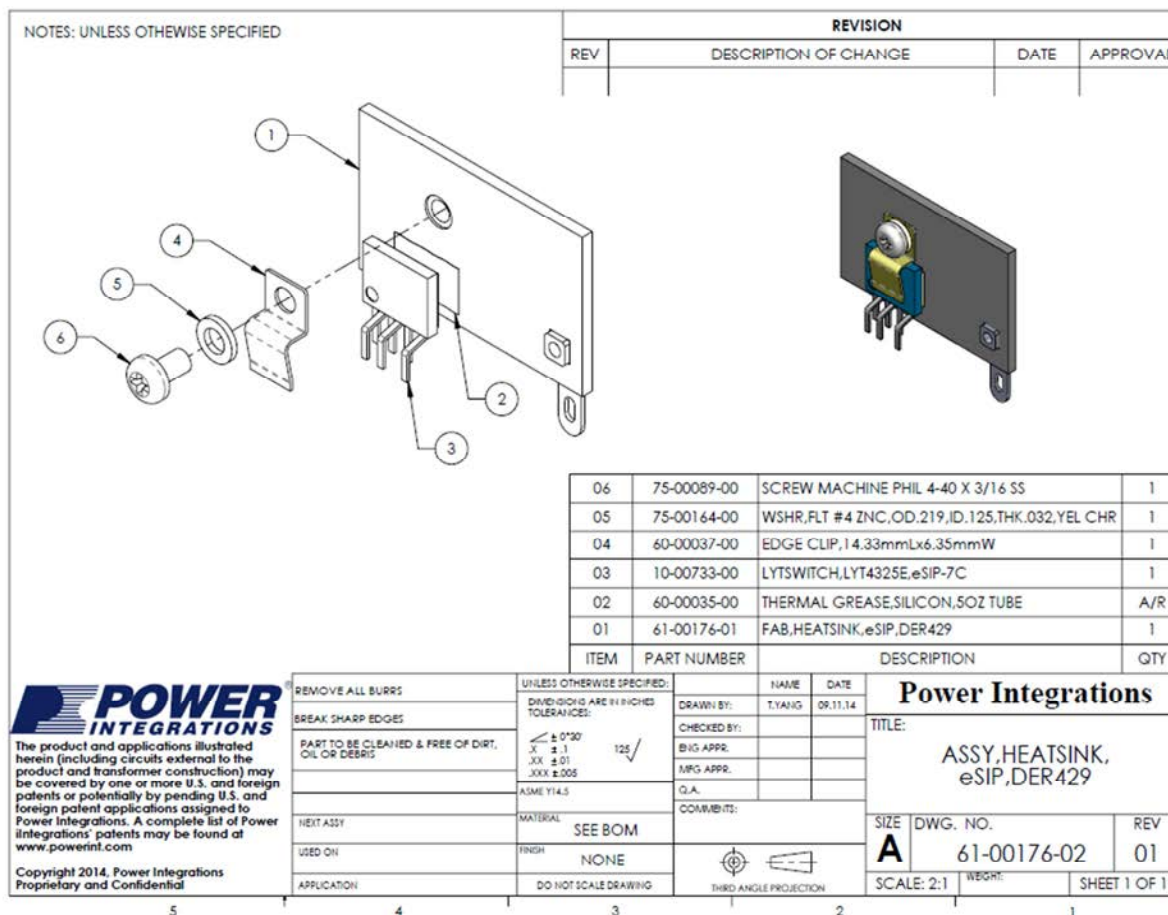 NOTES: UNLESS OTHEWISE SPECIFIED
REVISION
REV DESCRIPTION OF CHANGE DATE APPROVAL
1
4
5
6
2
3
06 75-00089-00 SCREW MACHINE PHIL 4-40 X 3/16 SS 1
05 75-00164-00 WSHR,FLT #4 ZNC,OD.219,ID.125,THK.032,YEL CHR 1
04 60-00037-00 EDGE CLIP,14.33mmLx6.35mmW 1
03 10-00733-00 LYTSWITCH,LYT4325E,eSIP-7C 1
02 60-00035-00 THERMAL GREASE,SILICON,5OZ TUBE A/R
01 61-00176-01 FAB,HEATSINK,eSIP,DER429 1
ITEM PART NUMBER DESCRIPTION QTY
POWER
INTEGRATIONS
®
The product and applications illustrated
herein (including circuits external to the
product and transformer construction) may
be covered by one or more U.S. and foreign
patents or potentially by pending U.S. and
foreign patent applications assigned to
Power Integrations. A complete list of Power
iIntegrations' patents may be found at
www.powerint.com
Copyright 2014, Power Integrations
Proprietary and Confidential
REMOVE ALL BURRS
BREAK SHARP EDGES
PART TO BE CLEANED & FREE OF DIRT,
OIL OR DEBRIS
NEXT ASSY
USED ON
APPLICATION
UNLESS OTHERWISE SPECIFIED:
DIMENSIONS ARE IN INCHES
TOLERANCES:
∠ ± 0°30'
.X ± .1 125
.XX ±.01
.XXX ±.005
ASME Y14.5
MATERIAL
SEE BOM
FINISH
NONE
DO NOT SCALE DRAWING
NAME DATE
DRAWN BY: T.YANG 09.11.14
CHECKED BY:
ENG APPR.
MFG APPR.
Q.A.
COMMENTS:
THIRD ANGLE PROJECTION
Power Integrations
TITLE:
ASSY,HEATSINK,
eSIP,DER429
SIZE DWG. NO. REV
A 61-00176-02 01
SCALE: 2:1 WEIGHT: SHEET 1 OF 1
5 4 3 2 1